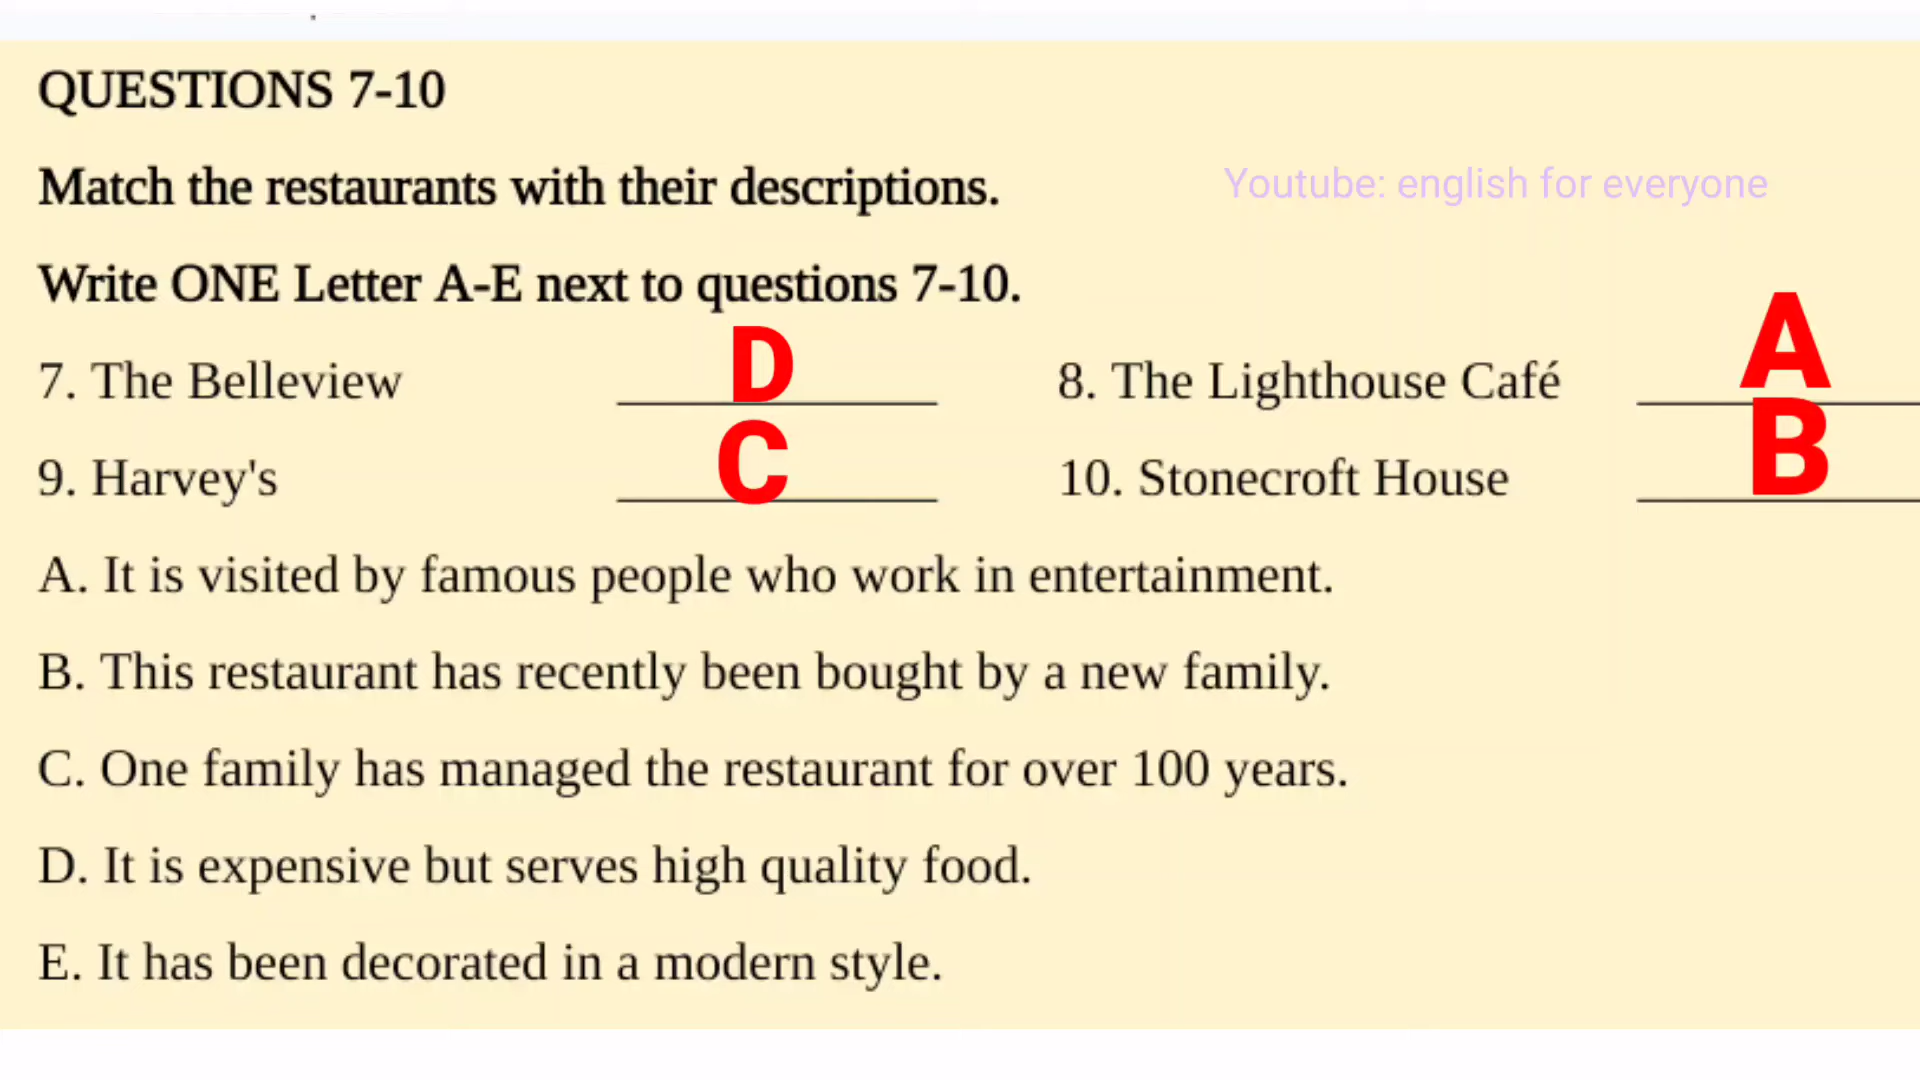 QUESTIONS 7-10
Match the restaurants with their descriptions.
Youtube: english for everyone
Write ONE Letter A-E next to questions 7-10.
7. The Belleview D 8. The Lighthouse Café A
9. Harvey's C 10. Stonecroft House B
A. It is visited by famous people who work in entertainment.
B. This restaurant has recently been bought by a new family.
C. One family has managed the restaurant for over 100 years.
D. It is expensive but serves high quality food.
E. It has been decorated in a modern style.